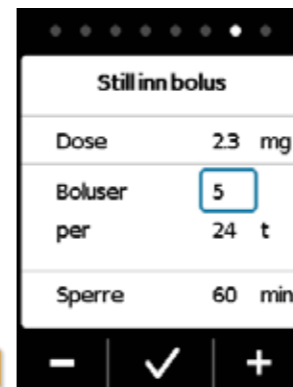 Still inn bolus
Dose 2.3 mg
Boluser 5
per 24 t
Sperre 60 min
− ✓ +